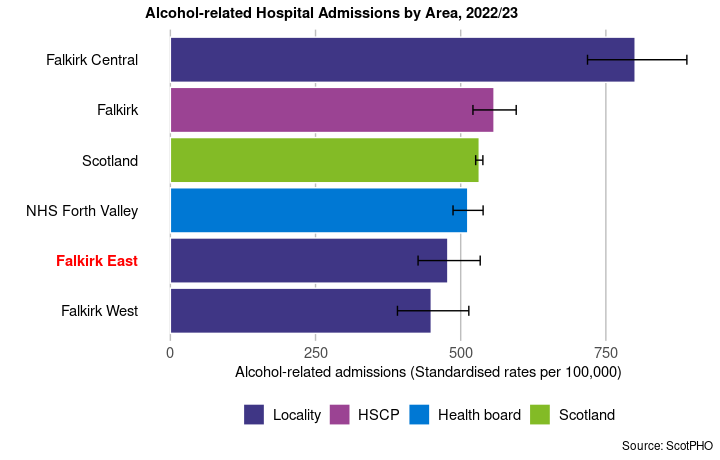 Alcohol-related Hospital Admissions by Area, 2022/23
Falkirk Central
Falkirk
Scotland
NHS Forth Valley
Falkirk East
Falkirk West
0 250 500 750
Alcohol-related admissions (Standardised rates per 100,000)
Locality HSCP Health board Scotland
Source: ScotPHO